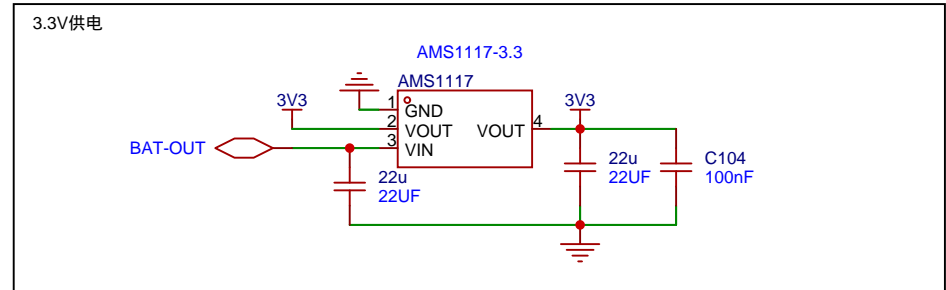 3.3V供电
AMS1117-3.3
AMS1117
3V3
1
GND
2
VOUT
VOUT
4
3
VIN
3V3
BAT-OUT
22u
22UF
22u
22UF
C104
100nF